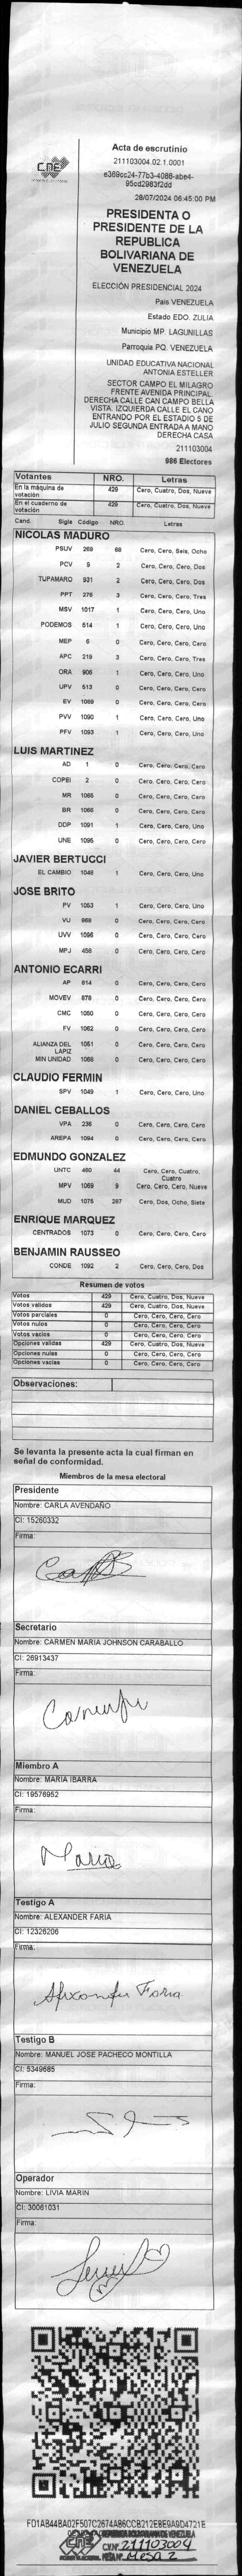 CNE
Acta de escrutinio
211103004.02.1.0001
e369cc24-77b3-4086-abe4-
95cd2983f2dd
28/07/2024 06:45:00 PM
PRESIDENTA O
PRESIDENTE DE LA
REPUBLICA
BOLIVARIANA DE
VENEZUELA
ELECCIÓN PRESIDENCIAL 2024
Pais VENEZUELA
Estado EDO. ZULIA
Municipio MP. LAGUNILLAS
Parroquia PQ. VENEZUELA
UNIDAD EDUCATIVA NACIONAL
ANTONIA ESTELLER
SECTOR CAMPO EL MILAGRO
FRENTE AVENIDA PRINCIPAL.
DERECHA CALLE CAN CAMPO BELLA
VISTA. IZQUIERDA CALLE EL CANO
ENTRANDO POR EL ESTADIO 5 DE
JULIO SEGUNDA ENTRADA A MANO
DERECHA CASA
211103004
986 Electores
Votantes NRO. Letras
En la máquina de votación 429 Cero, Cuatro, Dos, Nueve
En el cuaderno de votación 429 Cero, Cuatro, Dos, Nueve
Cand. Sigla Código NRO. Letras
NICOLAS MADURO
PSUV 269 68 Cero, Cero, Seis, Ocho
PCV 9 2 Cero, Cero, Cero, Dos
TUPAMARO 931 2 Cero, Cero, Cero, Dos
PPT 276 3 Cero, Cero, Cero, Tres
MSV 1017 1 Cero, Cero, Cero, Uno
PODEMOS 514 1 Cero, Cero, Cero, Uno
MEP 6 0 Cero, Cero, Cero, Cero
APC 219 3 Cero, Cero, Cero, Tres
ORA 906 1 Cero, Cero, Cero, Uno
UPV 513 0 Cero, Cero, Cero, Cero
EV 1089 0 Cero, Cero, Cero, Cero
PVV 1090 1 Cero, Cero, Cero, Uno
PFV 1093 1 Cero, Cero, Cero, Uno
LUIS MARTINEZ
AD 1 0 Cero, Cero, Cero, Cero
COPEI 2 0 Cero, Cero, Cero, Cero
MR 1065 0 Cero, Cero, Cero, Cero
BR 1066 0 Cero, Cero, Cero, Cero
DDP 1091 1 Cero, Cero, Cero, Uno
UNE 1095 0 Cero, Cero, Cero, Cero
JAVIER BERTUCCI
EL CAMBIO 1048 1 Cero, Cero, Cero, Uno
JOSE BRITO
PV 1053 1 Cero, Cero, Cero, Uno
VU 968 0 Cero, Cero, Cero, Cero
UVV 1096 0 Cero, Cero, Cero, Cero
MPJ 458 0 Cero, Cero, Cero, Cero
ANTONIO ECARRI
AP 814 0 Cero, Cero, Cero, Cero
MOVEV 878 0 Cero, Cero, Cero, Cero
CMC 1050 0 Cero, Cero, Cero, Cero
FV 1062 0 Cero, Cero, Cero, Cero
ALIANZA DEL LAPIZ 1051 0 Cero, Cero, Cero, Cero
MIN UNIDAD 1068 0 Cero, Cero, Cero, Cero
CLAUDIO FERMIN
SPV 1049 1 Cero, Cero, Cero, Uno
DANIEL CEBALLOS
VPA 236 0 Cero, Cero, Cero, Cero
AREPA 1094 0 Cero, Cero, Cero, Cero
EDMUNDO GONZALEZ
UNTC 460 44 Cero, Cero, Cuatro, Cuatro
MPV 1069 9 Cero, Cero, Cero, Nueve
MUD 1075 287 Cero, Dos, Ocho, Siete
ENRIQUE MARQUEZ
CENTRADOS 1073 0 Cero, Cero, Cero, Cero
BENJAMIN RAUSSEO
CONDE 1092 2 Cero, Cero, Cero, Dos
Resumen de votos
Votos 429 Cero, Cuatro, Dos, Nueve
Votos válidos 429 Cero, Cuatro, Dos, Nueve
Votos parciales 0 Cero, Cero, Cero, Cero
Votos nulos 0 Cero, Cero, Cero, Cero
Votos vacios 0 Cero, Cero, Cero, Cero
Opciones validas 429 Cero, Cuatro, Dos, Nueve
Opciones nulas 0 Cero, Cero, Cero, Cero
Opciones vacias 0 Cero, Cero, Cero, Cero
Observaciones:
Se levanta la presente acta la cual firman en
señal de conformidad.
Miembros de la mesa electoral
Presidente
Nombre: CARLA AVENDAÑO
CI: 15260332
Firma:
Secretario
Nombre: CARMEN MARIA JOHNSON CARABALLO
CI: 26913437
Firma:
Miembro A
Nombre: MARIA IBARRA
CI: 19576952
Firma:
Maria
Testigo A
Nombre: ALEXANDER FARIA
CI: 12326206
Firma:
Alexander Faria
Testigo B
Nombre: MANUEL JOSE PACHECO MONTILLA
CI: 5349685
Firma:
Operador
Nombre: LIVIA MARIN
CI: 30061031
Firma:
FD1AB44BA02F507C2674A86CCB212E8E9A9D4721E
CNE REPÚBLICA BOLIVARIANA DE VENEZUELA
C.V.Nº 211103004
MESA Nº Mesa 2